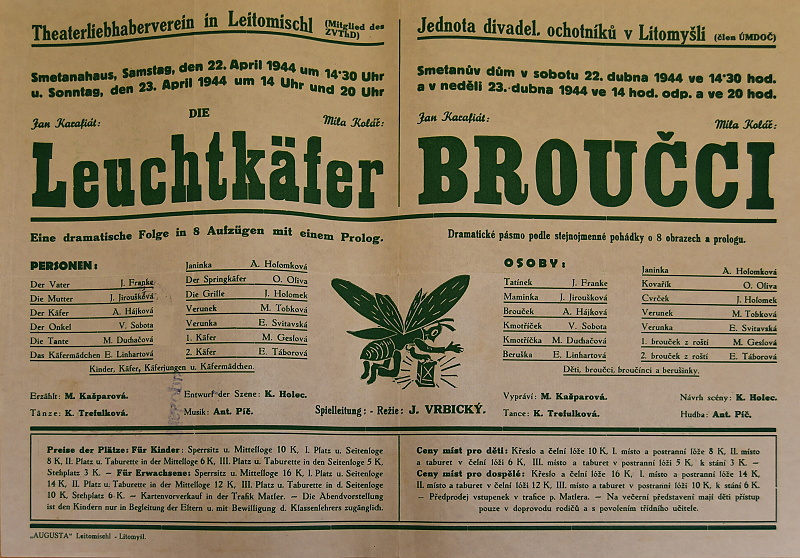 Theaterliebhaberverein in Leitomischl (Mitglied des ZVThD)
Smetanahaus, Samstag, den 22. April 1944 um 14·30 Uhr
u. Sonntag, den 23. April 1944 um 14 Uhr und 20 Uhr
Jan Karafiát: DIE Míla Kolář:
Leuchtkäfer
Eine dramatische Folge in 8 Aufzügen mit einem Prolog.
PERSONEN:
Der Vater J. Franke
Die Mutter J. Jiroušková
Der Käfer A. Hájková
Der Onkel V. Sobota
Die Tante M. Duchačová
Das Käfermädchen E. Linhartová
Janinka A. Holomková
Der Springkäfer O. Oliva
Die Grille J. Holomek
Verunek M. Tobková
Verunka E. Svitavská
1. Käfer M. Geslová
2. Käfer E. Táborová
Kinder, Käfer, Käferjungen u. Käfermädchen.
Erzählt: M. Kašparová. Entwurf der Szene: K. Holec.
Tänze: K. Trefulková. Musik: Ant. Píč.
Spielleitung: - Režie: J. VRBICKÝ.
Jednota divadel. ochotníků v Litomyšli (člen ÚMDOČ)
Smetanův dům v sobotu 22. dubna 1944 ve 14·30 hod.
a v neděli 23. dubna 1944 ve 14 hod. odp. a ve 20 hod.
Jan Karafiát: Míla Kolář:
BROUČCI
Dramatické pásmo podle stejnojmenné pohádky o 8 obrazech a prologu.
OSOBY:
Tatínek J. Franke
Maminka J. Jiroušková
Brouček A. Hájková
Kmotříček V. Sobota
Kmotřička M. Duchačová
Beruška E. Linhartová
Janinka A. Holomková
Kovařík O. Oliva
Cvrček J. Holomek
Verunek M. Tobková
Verunka E. Svitavská
1. brouček z roští M. Geslová
2. brouček z roští E. Táborová
Děti, broučci, broučínci a berušinky.
Vypráví: M. Kašparová. Návrh scény: K. Holec.
Tance: K. Trefulková. Hudba: Ant. Píč.
Preise der Plätze: Für Kinder: Sperrsitz u. Mittelloge 10 K, I. Platz u. Seitenloge
8 K, II. Platz u. Taburette in der Mittelloge 6 K, III. Platz u. Taburette in den Seitenlogen 5 K,
Stehplatz 3 K. – Für Erwachsene: Sperrsitz u. Mittelloge 16 K, I. Platz u. Seitenloge
14 K, II. Platz u. Taburette in der Mittelloge 12 K, III. Platz u. Taburette in d. Seitenloge
10 K, Stehplatz 6 K. – Kartenvorverkauf in der Trafik Matler. – Die Abendvorstellung
ist den Kindern nur in Begleitung der Eltern u. mit Bewilligung d. Klassenlehrers zugänglich.
Ceny míst pro děti: Křeslo a čelní lóže 10 K, I. místo a postranní lóže 8 K, II. místo
a taburet v čelní lóži 6 K, III. místo a taburet v postranní lóži 5 K, k stání 3 K. –
Ceny míst pro dospělé: Křeslo a čelní lóže 16 K, I. místo a postranní lóže 14 K,
II. místo a taburet v čelní lóži 12 K, III. místo a taburet v postranní lóži 10 K, k stání 6 K.
– Předprodej vstupenek v trafice p. Matlera. – Na večerní představení mají děti přístup
pouze v doprovodu rodičů a s povolením třídního učitele.
„AUGUSTA" Leitomischl - Litomyšl.